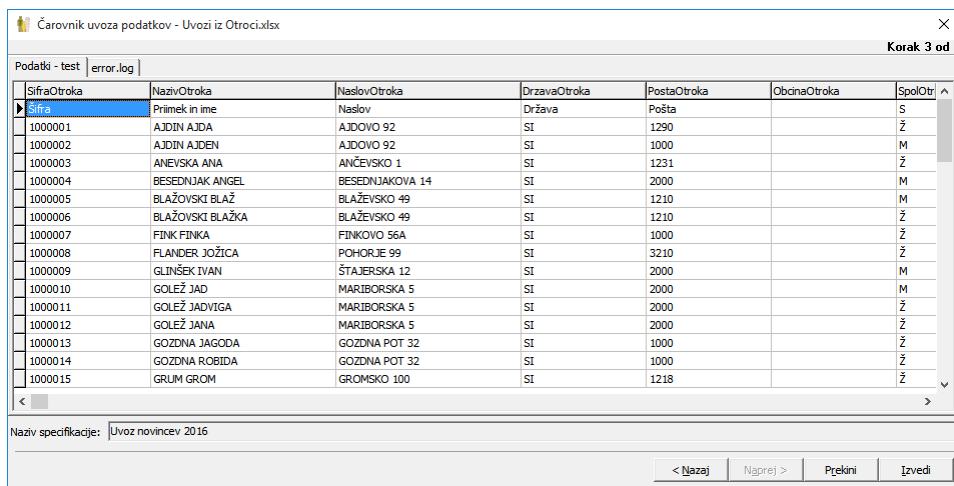 Čarovnik uvoza podatkov - Uvozi iz Otroci.xlsx
Korak 3 od
Podatki - test error.log
SifraOtroka NazivOtroka NaslovOtroka DrzavaOtroka PostaOtroka ObcinaOtroka SpolOtr
Šifra Priimek in ime Naslov Država Pošta S
1000001 AJDIN AJDA AJDOVO 92 SI 1290 Ž
1000002 AJDIN AJDEN AJDOVO 92 SI 1000 M
1000003 ANEVSKA ANA ANČEVSKO 1 SI 1231 Ž
1000004 BESEDNJAK ANGEL BESEDNJAKOVA 14 SI 2000 M
1000005 BLAŽOVSKI BLAŽ BLAŽEVSKO 49 SI 1210 M
1000006 BLAŽOVSKI BLAŽKA BLAŽEVSKO 49 SI 1210 Ž
1000007 FINK FINKA FINKOVO 56A SI 1000 Ž
1000008 FLANDER JOŽICA POHORJE 99 SI 3210 Ž
1000009 GLINŠEK IVAN ŠTAJERSKA 12 SI 2000 M
1000010 GOLEŽ JAD MARIBORSKA 5 SI 2000 M
1000011 GOLEŽ JADVIGA MARIBORSKA 5 SI 2000 Ž
1000012 GOLEŽ JANA MARIBORSKA 5 SI 2000 Ž
1000013 GOZDNA JAGODA GOZDNA POT 32 SI 1000 Ž
1000014 GOZDNA ROBIDA GOZDNA POT 32 SI 1000 Ž
1000015 GRUM GROM GROMSKO 100 SI 1218 Ž
Naziv specifikacije: Uvoz novincev 2016
< Nazaj Naprej > Prekini Izvedi